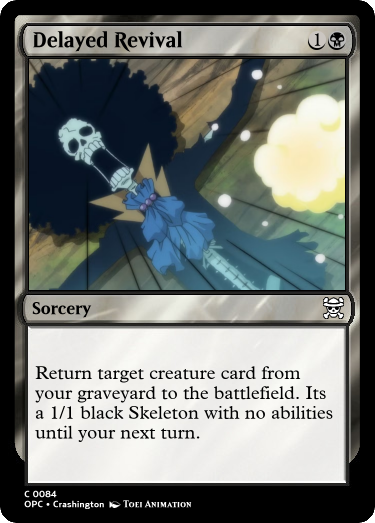 Delayed Revival 1
Sorcery
Return target creature card from
your graveyard to the battlefield. Its
a 1/1 black Skeleton with no abilities
until your next turn.
C 0084
OPC • Crashington Toei Animation